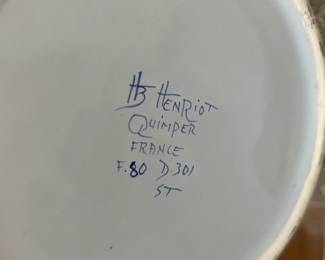 HB HENRIOT
QUIMPER
FRANCE
F.80 D.301
ST